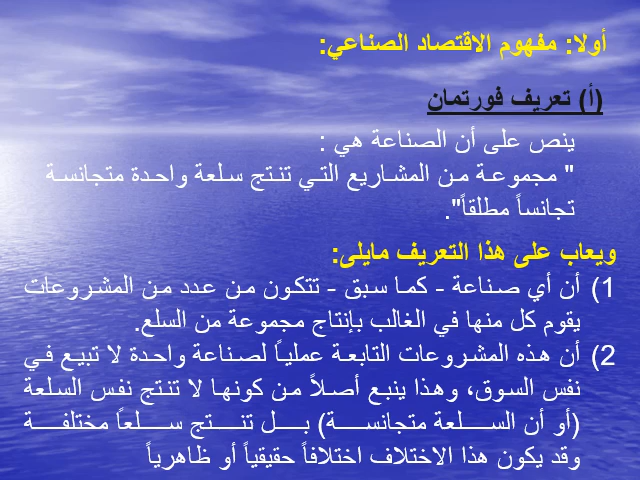 أولا: مفهوم الاقتصاد الصناعي:
(أ) تعريف فورتمان
ينص على أن الصناعة هي :
" مجموعة من المشاريع التي تنتج سلعة واحدة متجانسة
تجانساً مطلقاً".
ويعاب على هذا التعريف مايلى:
1) أن أي صناعة - كما سبق - تتكون من عدد من المشروعات
يقوم كل منها في الغالب بإنتاج مجموعة من السلع.
2) أن هذه المشروعات التابعة عملياً لصناعة واحدة لا تبيع في
نفس السوق، وهذا ينبع أصلاً من كونها لا تنتج نفس السلعة
(أو أن السلعة متجانسة) بل تنتج سلعاً مختلفة
وقد يكون هذا الاختلاف اختلافاً حقيقياً أو ظاهرياً